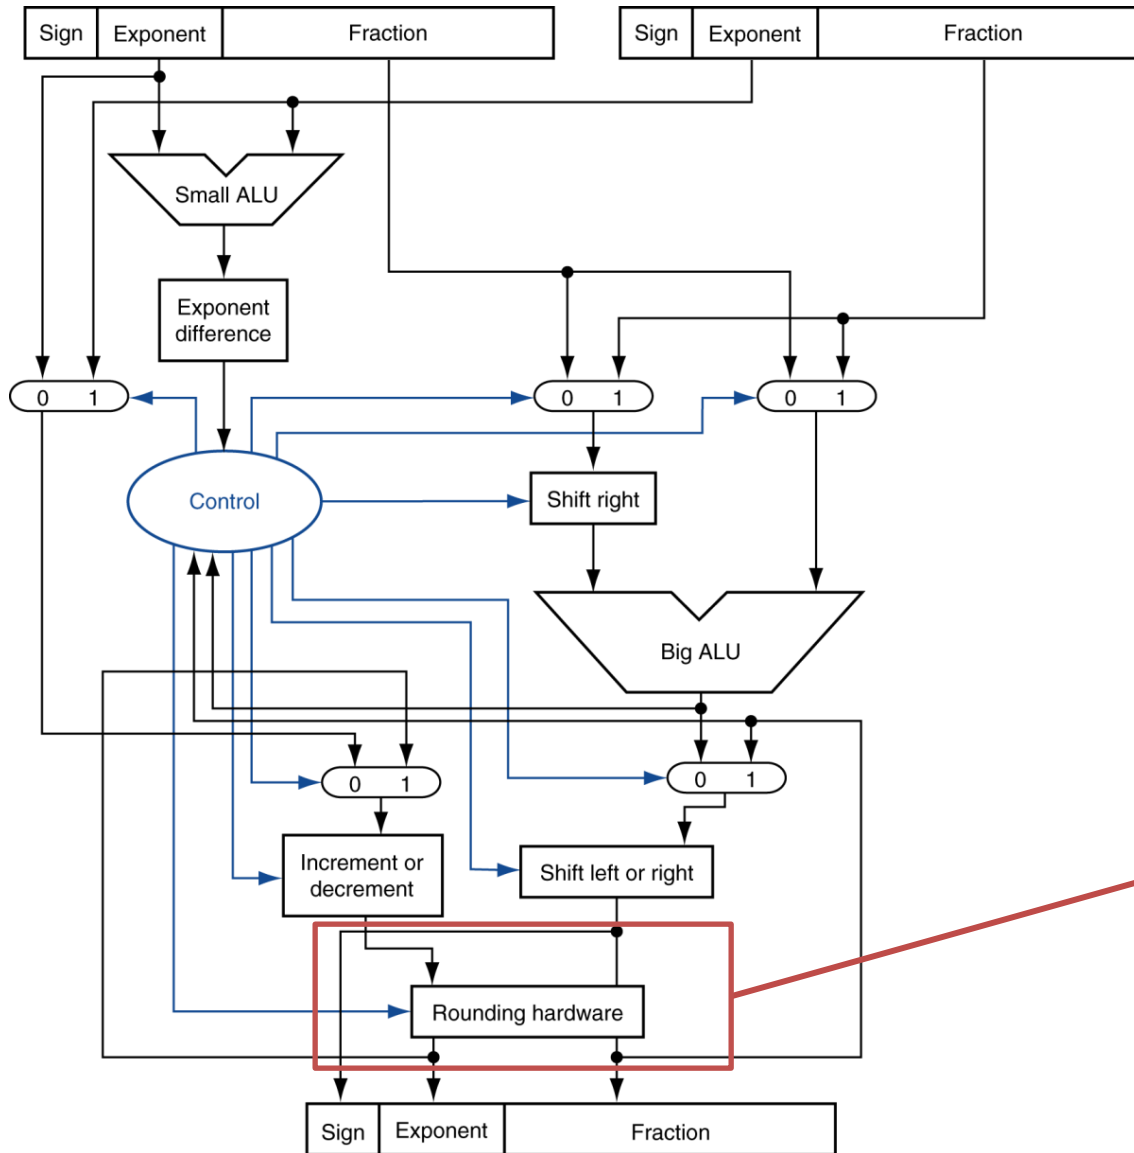 Sign Exponent Fraction Sign Exponent Fraction
Small ALU
Exponent
difference
0 1 0 1 0 1
Control Shift right
Big ALU
0 1 0 1
Increment or
decrement
Shift left or right
Rounding hardware
Sign Exponent Fraction